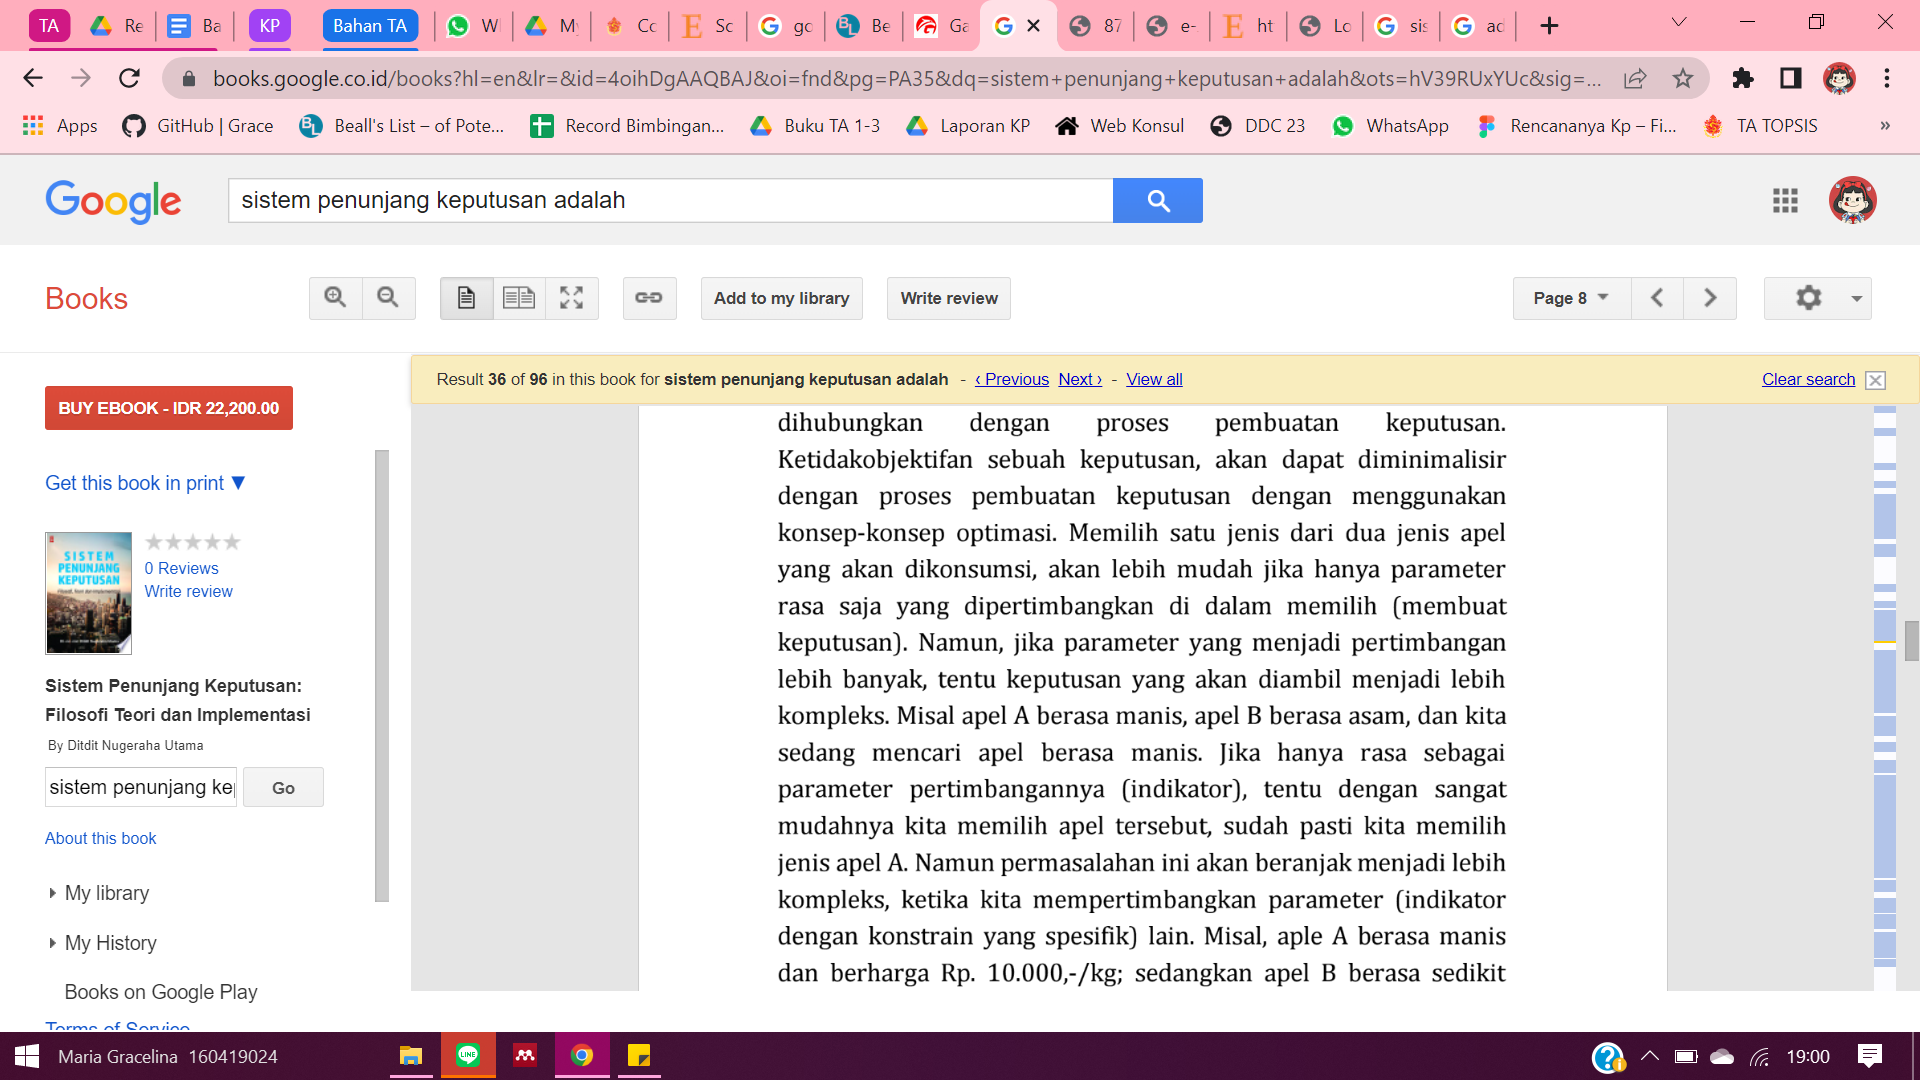 TA
Re
Ba
KP
Bahan TA
W
M
Co
Sc
go
Be
Ga
87
e-
ht
Lo
sis
ad
books.google.co.id/books?hl=en&lr=&id=4oihDgAAQBAJ&oi=fnd&pg=PA35&dq=sistem+penunjang+keputusan+adalah&ots=hV39RUxYUc&sig=...
Apps
GitHub | Grace
Beall's List – of Pote...
Record Bimbingan...
Buku TA 1-3
Laporan KP
Web Konsul
DDC 23
WhatsApp
Rencananya Kp – Fi...
TA TOPSIS
»
Google
sistem penunjang keputusan adalah
Books
Add to my library
Write review
Page 8
Result 36 of 96 in this book for sistem penunjang keputusan adalah - ‹ Previous Next › - View all
Clear search
BUY EBOOK - IDR 22,200.00
Get this book in print ▼
SISTEM
PENUNJANG
KEPUTUSAN
0 Reviews
Write review
Sistem Penunjang Keputusan:
Filosofi Teori dan Implementasi
By Ditdit Nugeraha Utama
sistem penunjang ke
Go
About this book
My library
My History
Books on Google Play
Terms of Service
dihubungkan dengan proses pembuatan keputusan.
Ketidakobjektifan sebuah keputusan, akan dapat diminimalisir
dengan proses pembuatan keputusan dengan menggunakan
konsep-konsep optimasi. Memilih satu jenis dari dua jenis apel
yang akan dikonsumsi, akan lebih mudah jika hanya parameter
rasa saja yang dipertimbangkan di dalam memilih (membuat
keputusan). Namun, jika parameter yang menjadi pertimbangan
lebih banyak, tentu keputusan yang akan diambil menjadi lebih
kompleks. Misal apel A berasa manis, apel B berasa asam, dan kita
sedang mencari apel berasa manis. Jika hanya rasa sebagai
parameter pertimbangannya (indikator), tentu dengan sangat
mudahnya kita memilih apel tersebut, sudah pasti kita memilih
jenis apel A. Namun permasalahan ini akan beranjak menjadi lebih
kompleks, ketika kita mempertimbangkan parameter (indikator
dengan konstrain yang spesifik) lain. Misal, aple A berasa manis
dan berharga Rp. 10.000,-/kg; sedangkan apel B berasa sedikit
Maria Gracelina 160419024
19:00